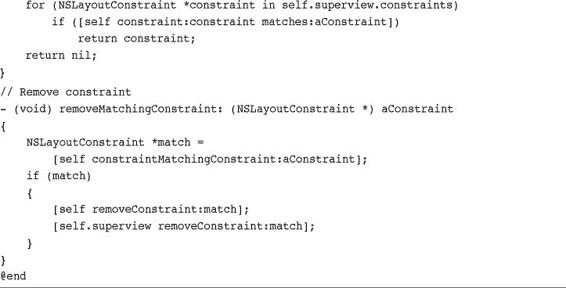 for (NSLayoutConstraint *constraint in self.superview.constraints)
        if ([self constraint:constraint matches:aConstraint])
            return constraint;
    return nil;
}
// Remove constraint
- (void) removeMatchingConstraint: (NSLayoutConstraint *) aConstraint
{
    NSLayoutConstraint *match =
        [self constraintMatchingConstraint:aConstraint];
    if (match)
    {
        [self removeConstraint:match];
        [self.superview removeConstraint:match];
    }
}
@end